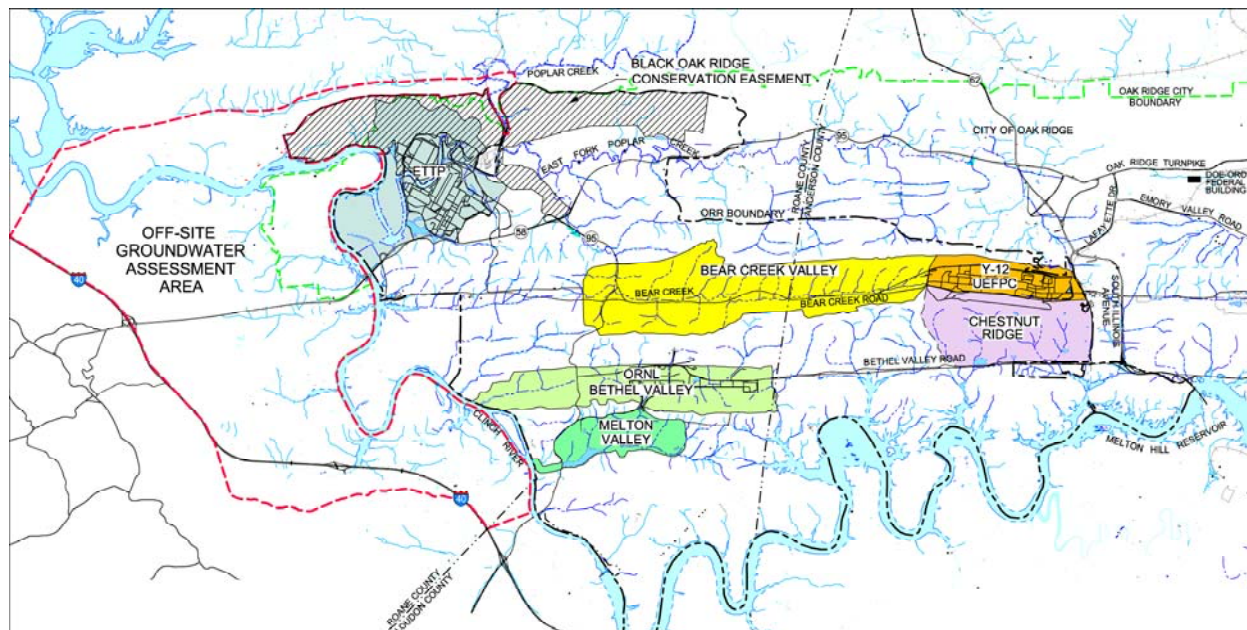 BLACK OAK RIDGE
CONSERVATION EASEMENT
POPLAR CREEK
62
OAK RIDGE CITY
BOUNDARY
95
CITY OF OAK RIDGE
EAST FORK POPLAR CREEK
ROANE COUNTY
ANDERSON COUNTY
OAK RIDGE TURNPIKE
DOE-ORO
FEDERAL
BUILDING
ETTP
LAFAYETTE DR
EMORY VALLEY ROAD
ORR BOUNDARY
58
95
OFF-SITE
GROUNDWATER
ASSESSMENT
AREA
40
BEAR CREEK VALLEY
Y-12
UEFPC
BEAR CREEK
BEAR CREEK ROAD
SOUTH ILLINOIS
AVENUE
CHESTNUT
RIDGE
BETHEL VALLEY ROAD
ORNL
BETHEL VALLEY
MELTON
VALLEY
CLINCH RIVER
MELTON HILL RESERVOIR
40
ROANE COUNTY
LOUDON COUNTY